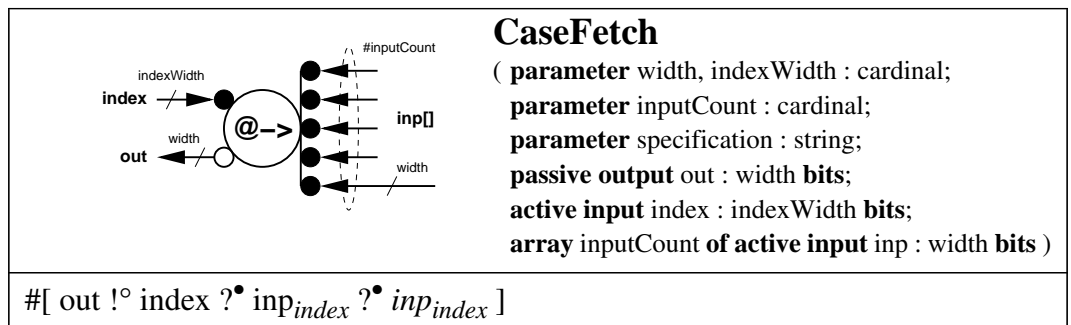 #inputCount
indexWidth
index
@->
inp[]
width
out
width
CaseFetch
( parameter width, indexWidth : cardinal;
parameter inputCount : cardinal;
parameter specification : string;
passive output out : width bits;
active input index : indexWidth bits;
array inputCount of active input inp : width bits )
#[ out !° index ?• inp_index ?• inp_index ]